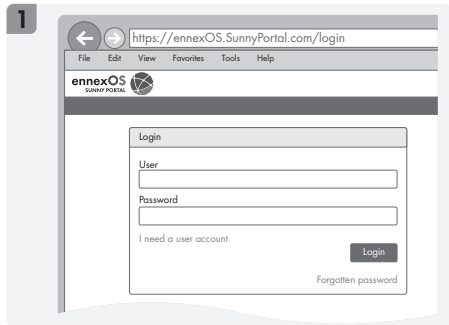 1
https://ennexOS.SunnyPortal.com/login
File Edit View Favorites Tools Help
ennexOS
SUNNY PORTAL
Login
User
Password
I need a user account
Login
Forgotten password